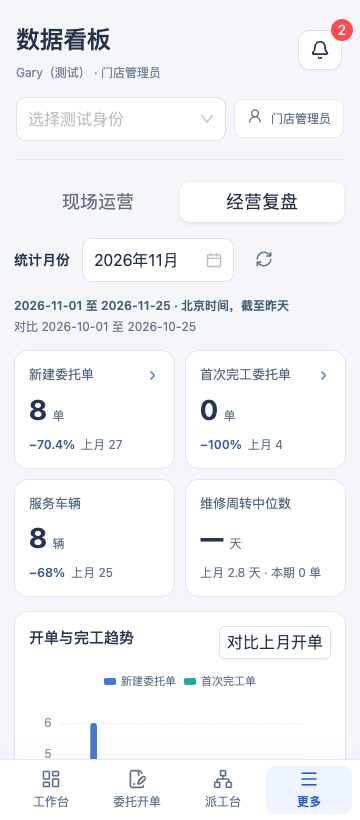 数据看板
2
Gary（测试） · 门店管理员
选择测试身份
门店管理员
现场运营
经营复盘
统计月份
2026年11月
2026-11-01 至 2026-11-25 · 北京时间，截至昨天
对比 2026-10-01 至 2026-10-25
新建委托单
8 单
−70.4% 上月 27
首次完工委托单
0 单
−100% 上月 4
服务车辆
8 辆
−68% 上月 25
维修周转中位数
— 天
上月 2.8 天 · 本期 0 单
开单与完工趋势
对比上月开单
新建委托单
首次完工单
6
5
工作台
委托开单
派工台
更多